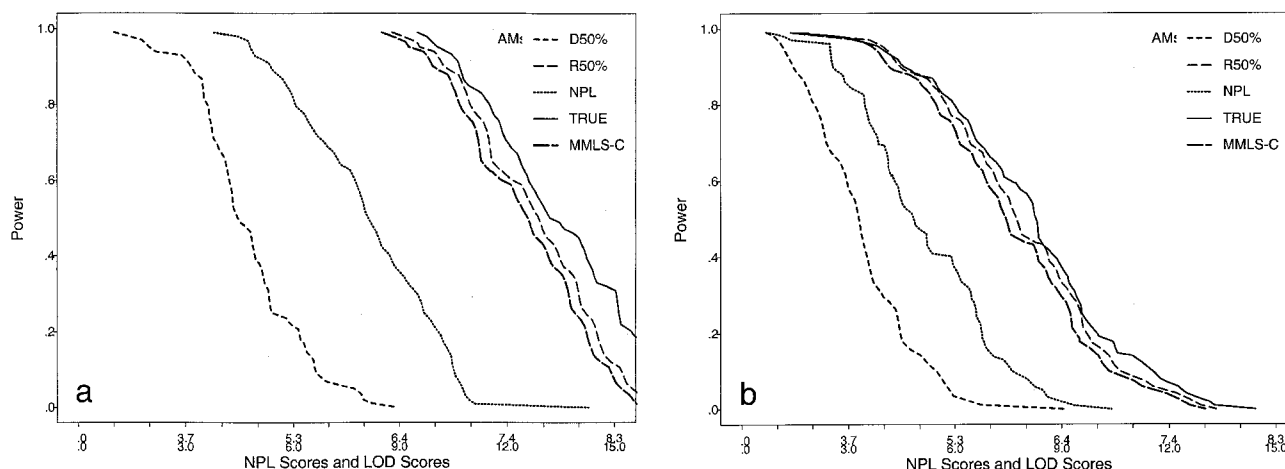 1.0
.8
.6
.4
.2
.0
Power
AMs
D50%
R50%
NPL
TRUE
MMLS-C
a
.0 3.7 5.3 6.4 7.4 8.3
.0 3.0 6.0 9.0 12.0 15.0
NPL Scores and LOD Scores
1.0
.8
.6
.4
.2
.0
Power
AMs
D50%
R50%
NPL
TRUE
MMLS-C
b
.0 3.7 5.3 6.4 7.4 8.3
.0 3.0 6.0 9.0 12.0 15.0
NPL Scores and LOD Scores